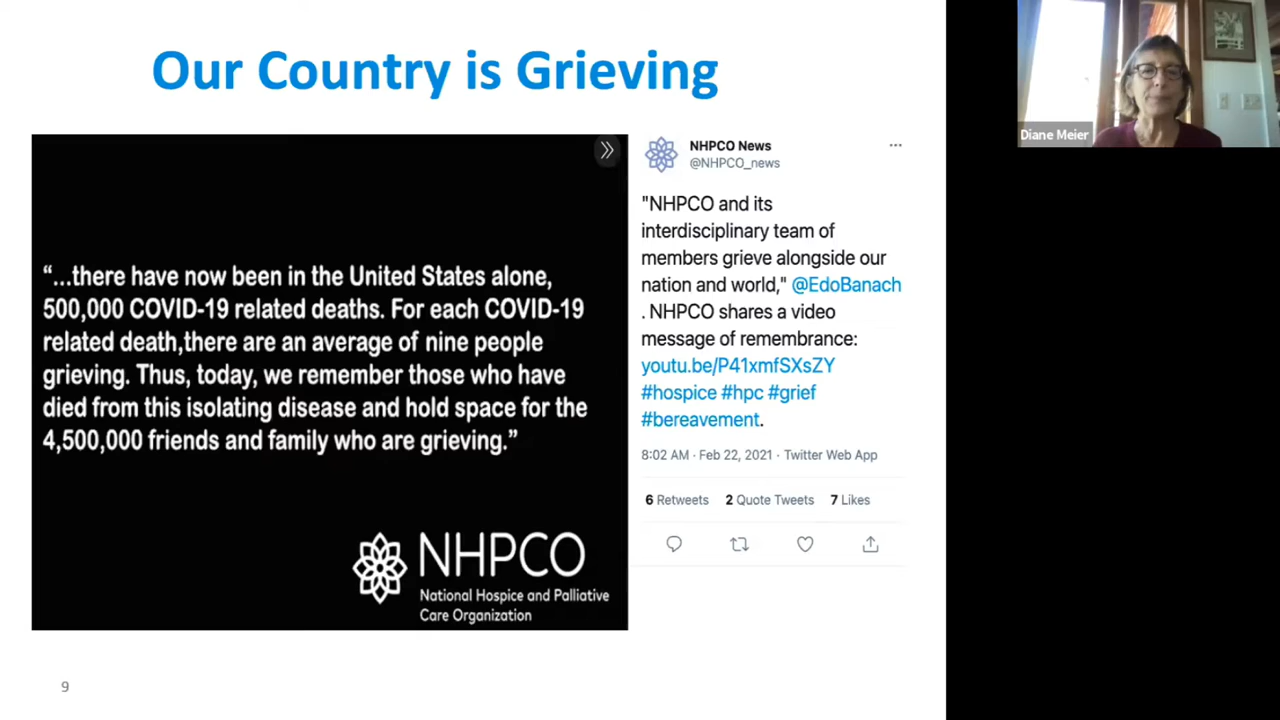 Our Country is Grieving
“...there have now been in the United States alone,
500,000 COVID-19 related deaths. For each COVID-19
related death,there are an average of nine people
grieving. Thus, today, we remember those who have
died from this isolating disease and hold space for the
4,500,000 friends and family who are grieving.”
NHPCO
National Hospice and Palliative
Care Organization
NHPCO News
@NHPCO_news
"NHPCO and its
interdisciplinary team of
members grieve alongside our
nation and world," @EdoBanach
. NHPCO shares a video
message of remembrance:
youtu.be/P41xmfSXsZY
#hospice #hpc #grief
#bereavement.
8:02 AM · Feb 22, 2021 · Twitter Web App
6 Retweets 2 Quote Tweets 7 Likes
9
Diane Meier